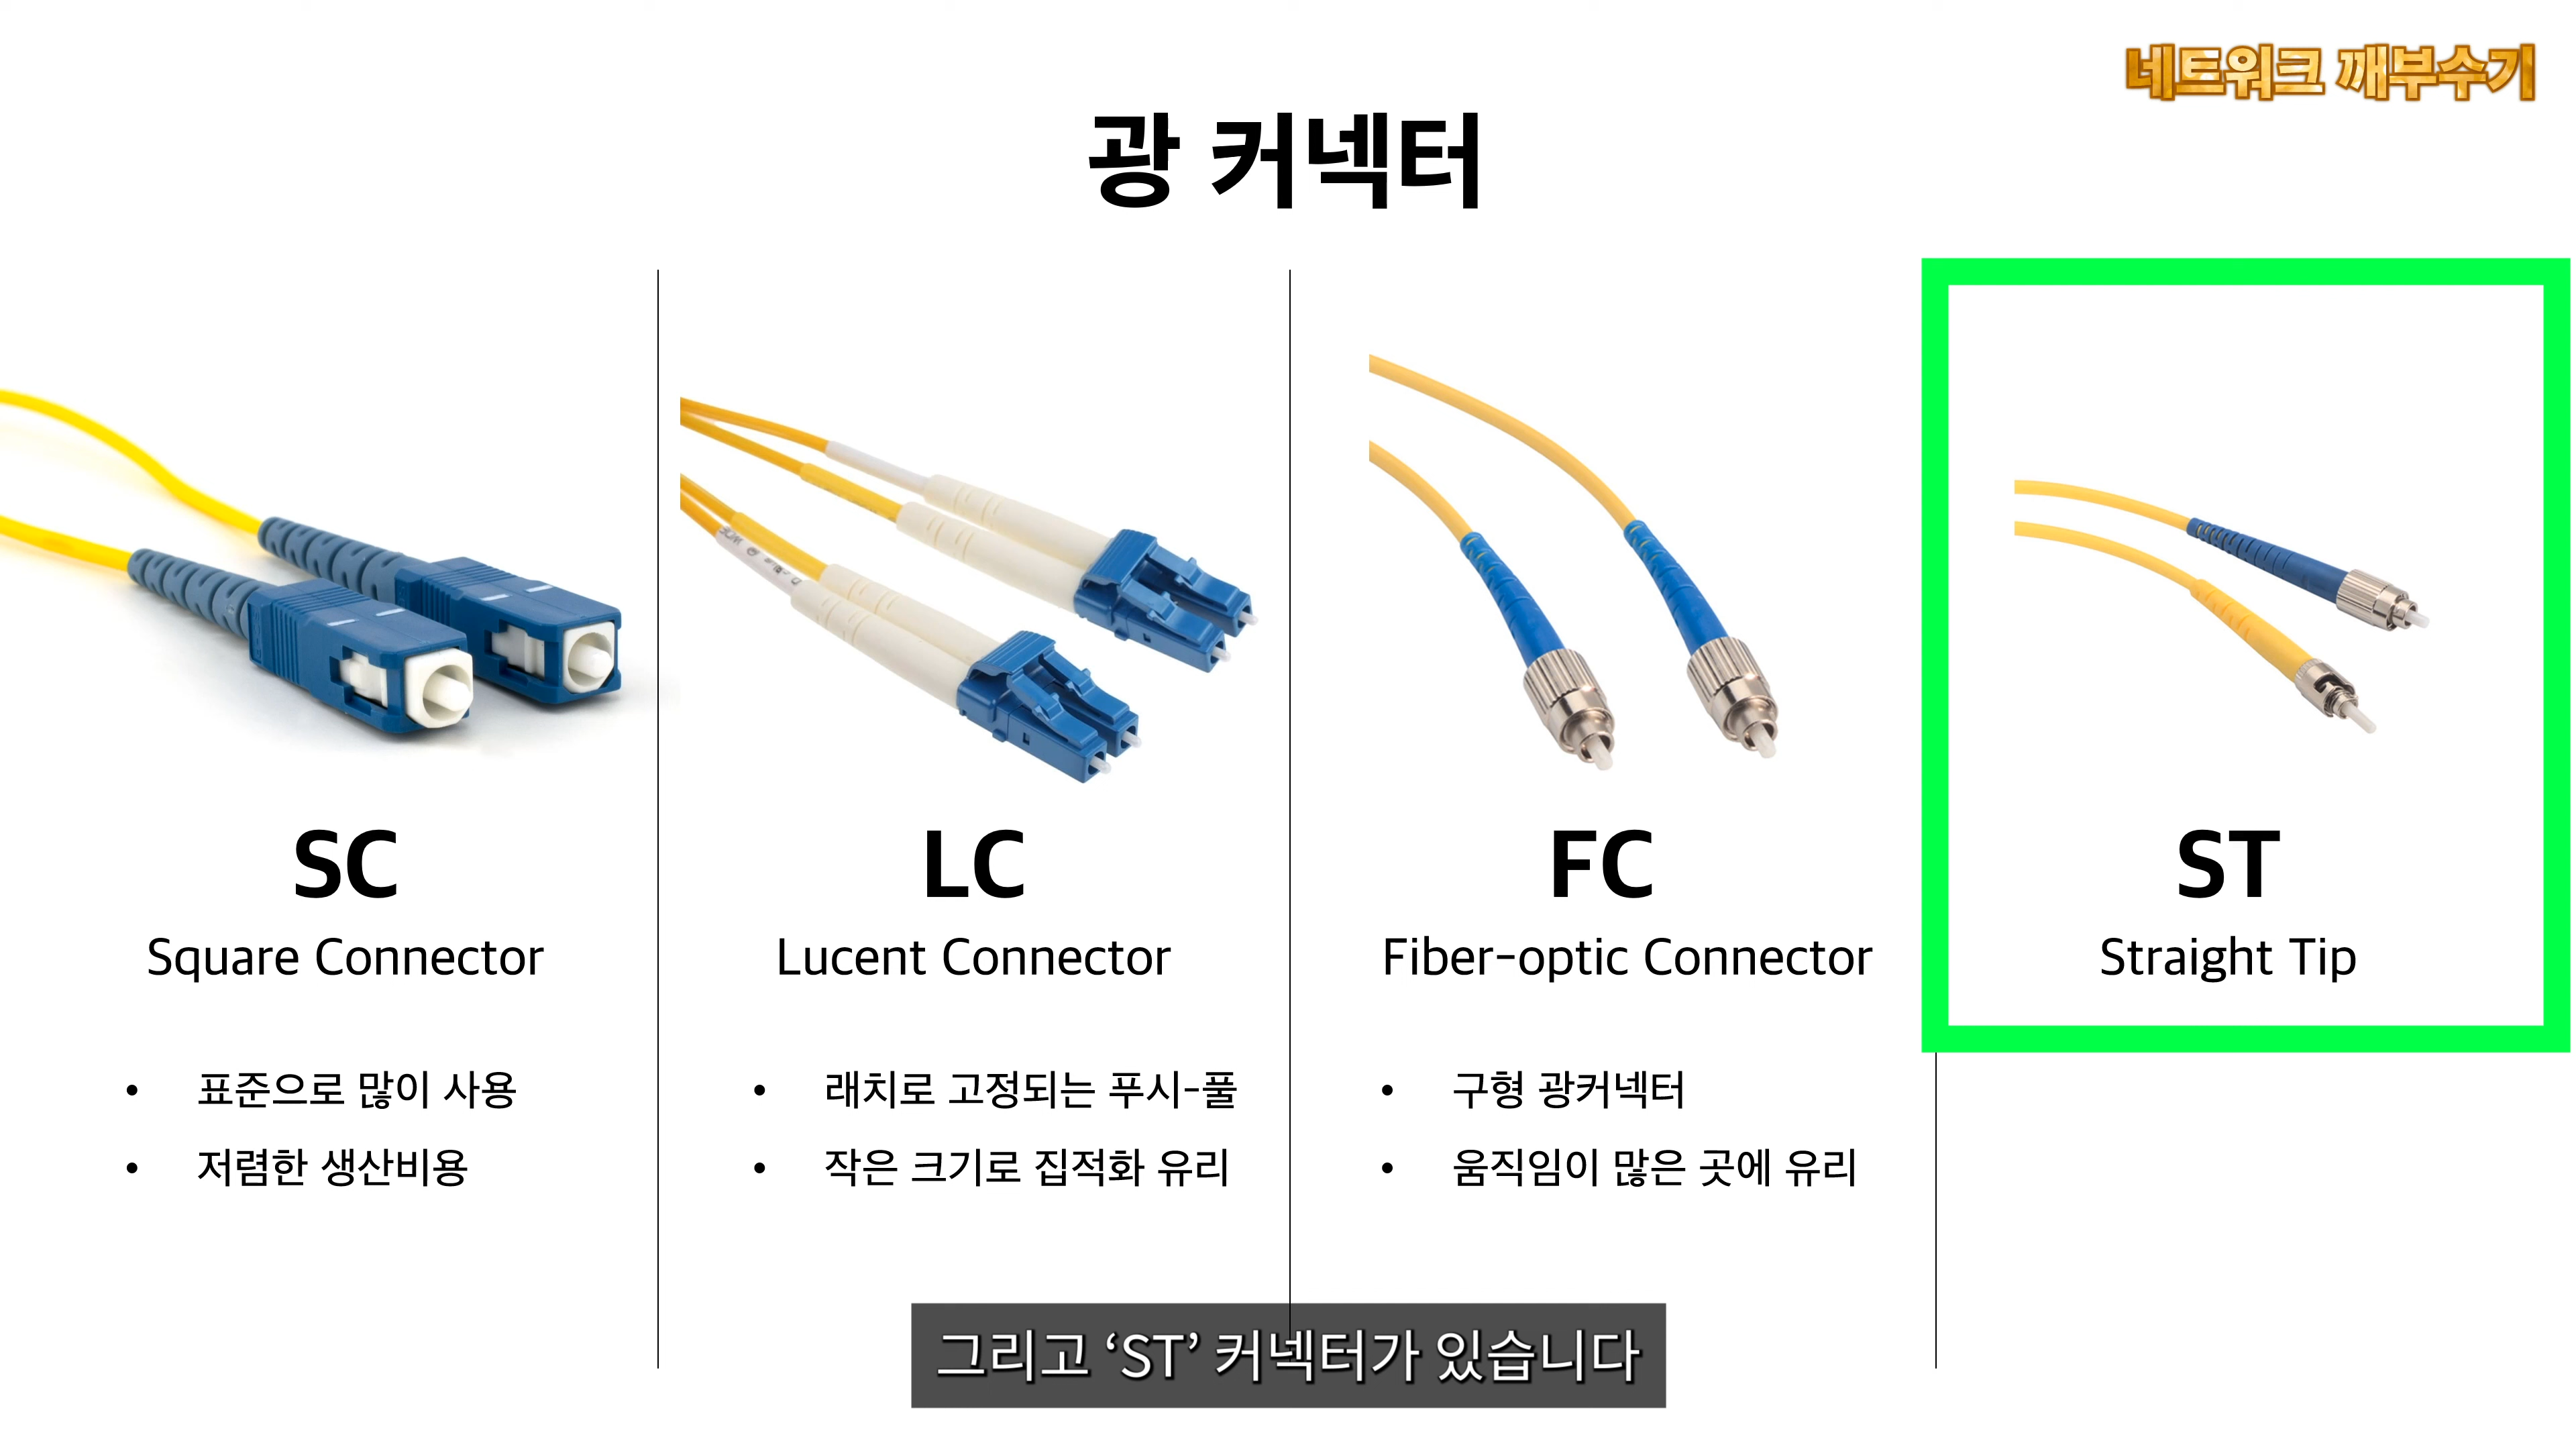 네트워크 깨부수기
광 커넥터
SC
Square Connector
• 표준으로 많이 사용
• 저렴한 생산비용
LC
Lucent Connector
• 래치로 고정되는 푸시-풀
• 작은 크기로 집적화 유리
FC
Fiber-optic Connector
• 구형 광커넥터
• 움직임이 많은 곳에 유리
ST
Straight Tip
그리고 ‘ST’ 커넥터가 있습니다